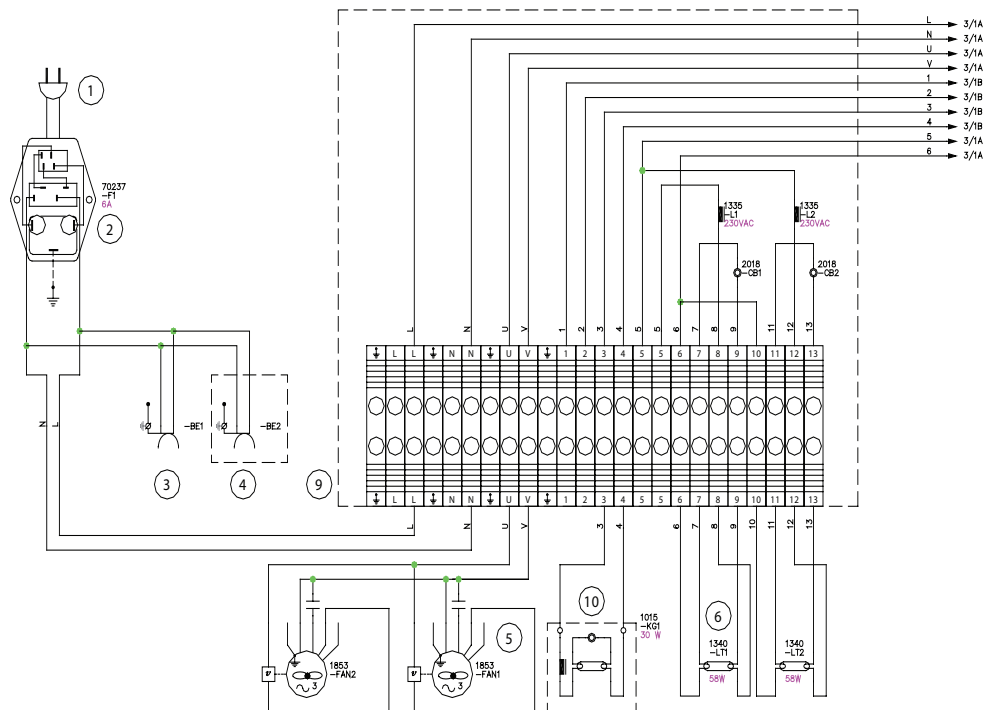 L 3/1A
N 3/1A
U 3/1A
V 3/1A
1 3/1B
2 3/1B
3 3/1B
4 3/1B
5 3/1A
6 3/1A
1
70237
-F1
6A
2
1335
-L1
230VAC
1335
-L2
230VAC
2018
-CB1
2018
-CB2
L N U V 1 2 3 4 5 5 6 7 8 9 10 11 12 13
L L N N U V 1 2 3 4 5 5 6 7 8 9 10 11 12 13
N L
-BE1
-BE2
3
4
9
L L N N U V 1 2 3 4 5 5 6 7 8 9 10 11 12 13
L N U V 3 4 6 7 8 9 10 11 12 13
10
1015
-KG1
30 W
6
5
1853
-FAN2
3
1853
-FAN1
3
1340
-LT1
58W
1340
-LT2
58W